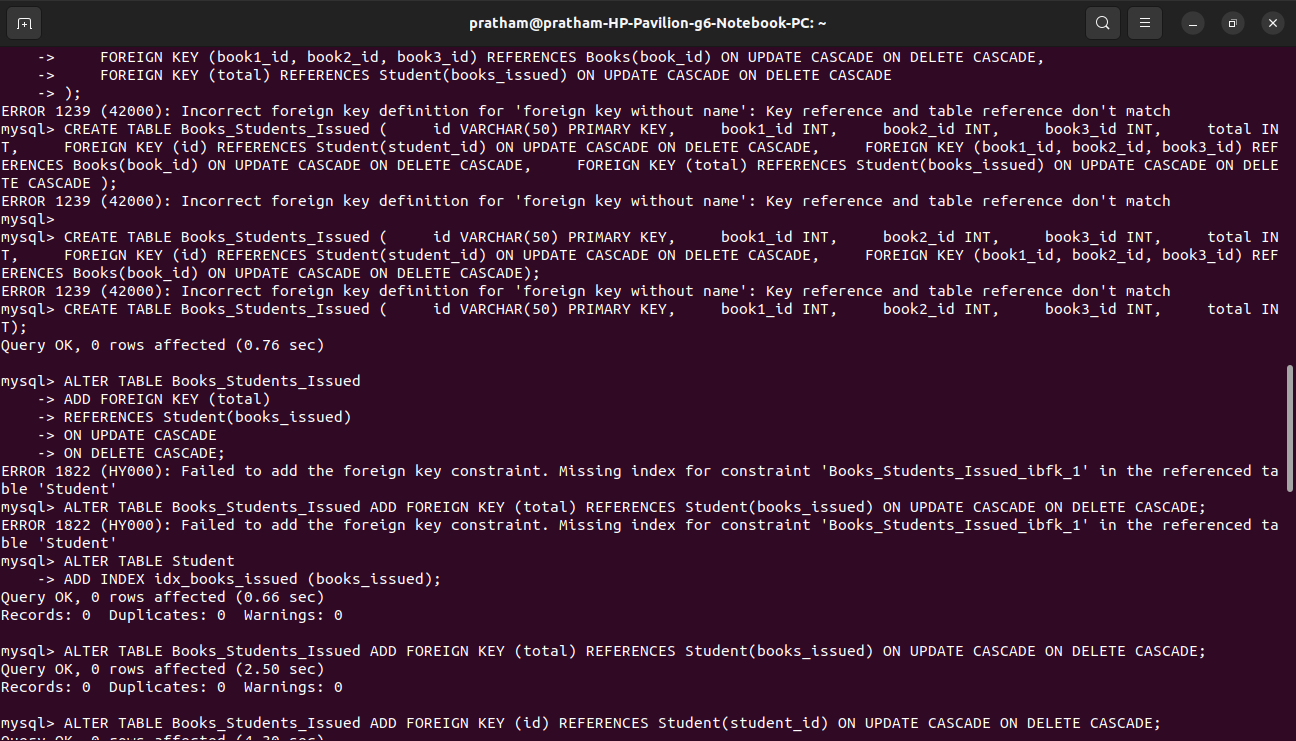 pratham@pratham-HP-Pavilion-g6-Notebook-PC: ~
    ->     FOREIGN KEY (book1_id, book2_id, book3_id) REFERENCES Books(book_id) ON UPDATE CASCADE ON DELETE CASCADE,
    ->     FOREIGN KEY (total) REFERENCES Student(books_issued) ON UPDATE CASCADE ON DELETE CASCADE
    -> );
ERROR 1239 (42000): Incorrect foreign key definition for 'foreign key without name': Key reference and table reference don't match
mysql> CREATE TABLE Books_Students_Issued (     id VARCHAR(50) PRIMARY KEY,     book1_id INT,     book2_id INT,     book3_id INT,     total IN
T,     FOREIGN KEY (id) REFERENCES Student(student_id) ON UPDATE CASCADE ON DELETE CASCADE,     FOREIGN KEY (book1_id, book2_id, book3_id) REF
ERENCES Books(book_id) ON UPDATE CASCADE ON DELETE CASCADE,     FOREIGN KEY (total) REFERENCES Student(books_issued) ON UPDATE CASCADE ON DELE
TE CASCADE );
ERROR 1239 (42000): Incorrect foreign key definition for 'foreign key without name': Key reference and table reference don't match
mysql>
mysql> CREATE TABLE Books_Students_Issued (     id VARCHAR(50) PRIMARY KEY,     book1_id INT,     book2_id INT,     book3_id INT,     total IN
T,     FOREIGN KEY (id) REFERENCES Student(student_id) ON UPDATE CASCADE ON DELETE CASCADE,     FOREIGN KEY (book1_id, book2_id, book3_id) REF
ERENCES Books(book_id) ON UPDATE CASCADE ON DELETE CASCADE);
ERROR 1239 (42000): Incorrect foreign key definition for 'foreign key without name': Key reference and table reference don't match
mysql> CREATE TABLE Books_Students_Issued (     id VARCHAR(50) PRIMARY KEY,     book1_id INT,     book2_id INT,     book3_id INT,     total IN
T);
Query OK, 0 rows affected (0.76 sec)

mysql> ALTER TABLE Books_Students_Issued
    -> ADD FOREIGN KEY (total)
    -> REFERENCES Student(books_issued)
    -> ON UPDATE CASCADE
    -> ON DELETE CASCADE;
ERROR 1822 (HY000): Failed to add the foreign key constraint. Missing index for constraint 'Books_Students_Issued_ibfk_1' in the referenced ta
ble 'Student'
mysql> ALTER TABLE Books_Students_Issued ADD FOREIGN KEY (total) REFERENCES Student(books_issued) ON UPDATE CASCADE ON DELETE CASCADE;
ERROR 1822 (HY000): Failed to add the foreign key constraint. Missing index for constraint 'Books_Students_Issued_ibfk_1' in the referenced ta
ble 'Student'
mysql> ALTER TABLE Student
    -> ADD INDEX idx_books_issued (books_issued);
Query OK, 0 rows affected (0.66 sec)
Records: 0  Duplicates: 0  Warnings: 0

mysql> ALTER TABLE Books_Students_Issued ADD FOREIGN KEY (total) REFERENCES Student(books_issued) ON UPDATE CASCADE ON DELETE CASCADE;
Query OK, 0 rows affected (2.50 sec)
Records: 0  Duplicates: 0  Warnings: 0

mysql> ALTER TABLE Books_Students_Issued ADD FOREIGN KEY (id) REFERENCES Student(student_id) ON UPDATE CASCADE ON DELETE CASCADE;
Query OK, 0 rows affected